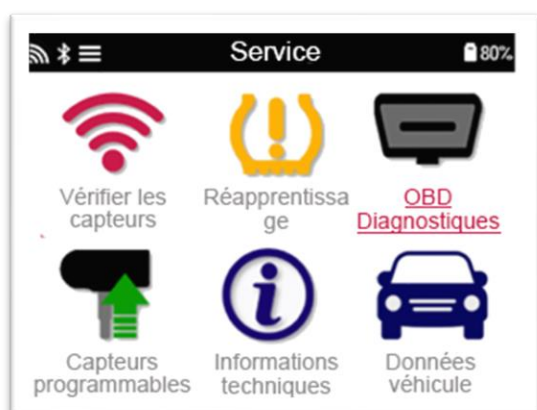 Service
80%
Vérifier les
capteurs
Réapprentissa
ge
OBD
Diagnostiques
Capteurs
programmables
Informations
techniques
Données
véhicule